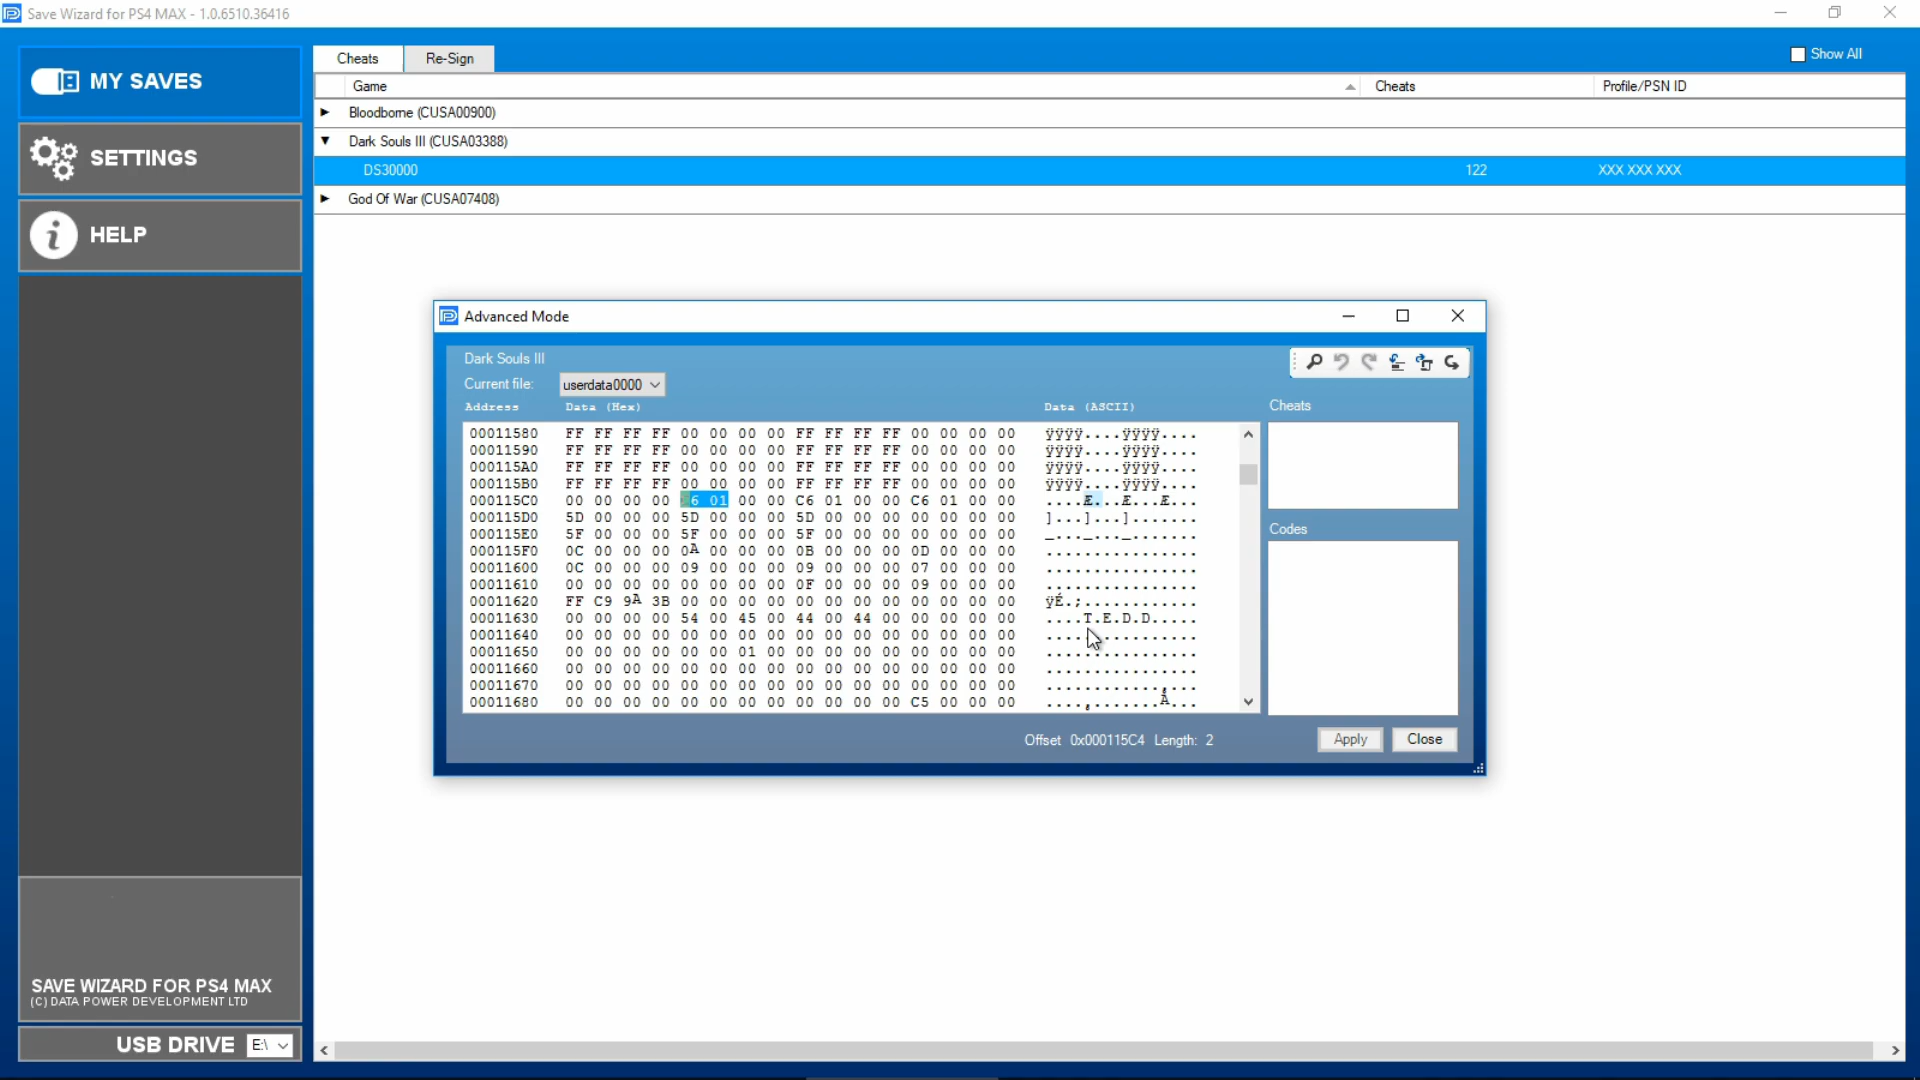 Save Wizard for PS4 MAX - 1.0.6510.36416
MY SAVES
SETTINGS
HELP
SAVE WIZARD FOR PS4 MAX
(C) DATA POWER DEVELOPMENT LTD
USB DRIVE E:\
Cheats Re-Sign Show All
Game Cheats Profile/PSN ID
Bloodborne (CUSA00900)
Dark Souls III (CUSA03388)
DS30000 122 XXX XXX XXX
God Of War (CUSA07408)
Advanced Mode
Dark Souls III
Current file: userdata0000
Address Data (Hex) Data (ASCII) Cheats
00011580 FF FF FF FF 00 00 00 00 FF FF FF FF 00 00 00 00 ÿÿÿÿ....ÿÿÿÿ....
00011590 FF FF FF FF 00 00 00 00 FF FF FF FF 00 00 00 00 ÿÿÿÿ....ÿÿÿÿ....
000115A0 FF FF FF FF 00 00 00 00 FF FF FF FF 00 00 00 00 ÿÿÿÿ....ÿÿÿÿ....
000115B0 FF FF FF FF 00 00 00 00 FF FF FF FF 00 00 00 00 ÿÿÿÿ....ÿÿÿÿ....
000115C0 00 00 00 00 6 01 00 00 C6 01 00 00 C6 01 00 00 ....Æ...Æ...Æ...
000115D0 5D 00 00 00 5D 00 00 00 5D 00 00 00 00 00 00 00 ]...]...].......
000115E0 5F 00 00 00 5F 00 00 00 5F 00 00 00 00 00 00 00 _..._..._.......
000115F0 0C 00 00 00 0A 00 00 00 0B 00 00 00 0D 00 00 00 ................
00011600 0C 00 00 00 09 00 00 00 09 00 00 00 07 00 00 00 ................
00011610 00 00 00 00 00 00 00 00 0F 00 00 00 09 00 00 00 ................
00011620 FF C9 9A 3B 00 00 00 00 00 00 00 00 00 00 00 00 ÿÉ.;............
00011630 00 00 00 00 54 00 45 00 44 00 44 00 00 00 00 00 ....T.E.D.D.....
00011640 00 00 00 00 00 00 00 00 00 00 00 00 00 00 00 00 ................
00011650 00 00 00 00 00 00 01 00 00 00 00 00 00 00 00 00 ................
00011660 00 00 00 00 00 00 00 00 00 00 00 00 00 00 00 00 ................
00011670 00 00 00 00 00 00 00 00 00 00 00 00 00 00 00 00
00011680 00 00 00 00 00 00 00 00 00 00 00 00 C5 00 00 00
Codes
Offset 0x000115C4 Length: 2
Apply Close